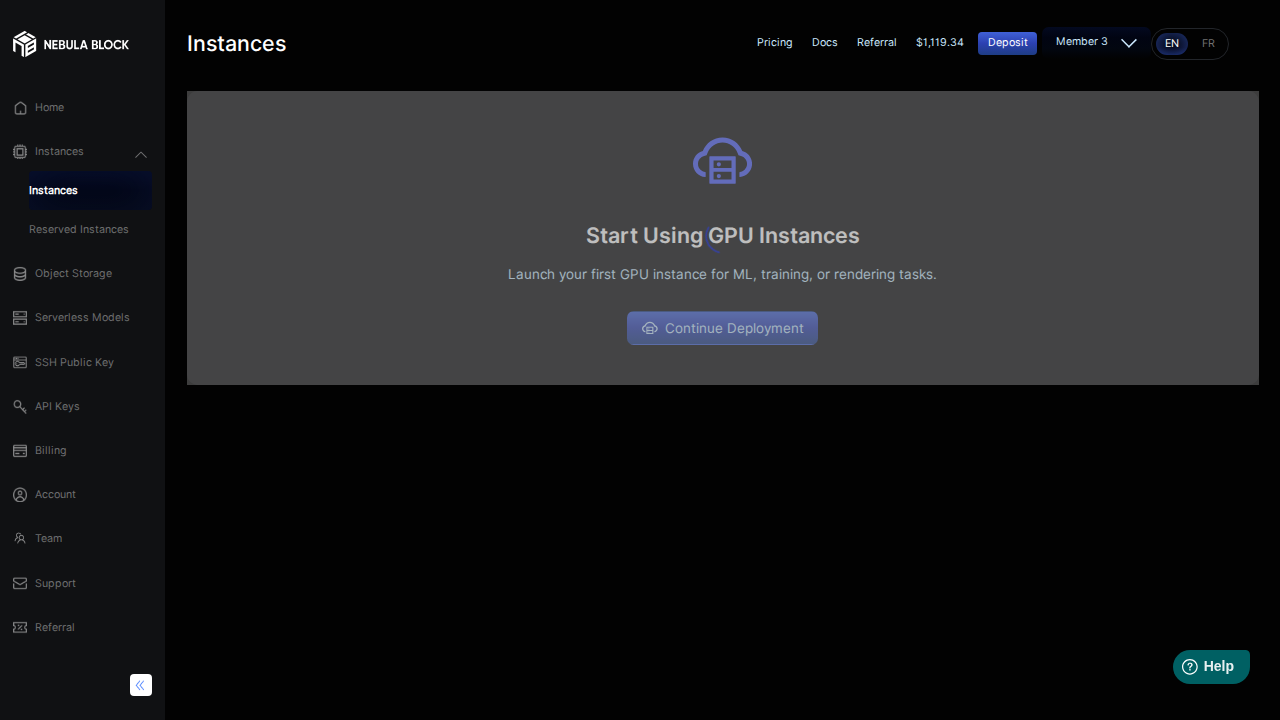 NEBULA BLOCK
Instances
Pricing
Docs
Referral
$1,119.34
Deposit
Member 3
EN
FR
Home
Instances
Instances
Reserved Instances
Object Storage
Serverless Models
SSH Public Key
API Keys
Billing
Account
Team
Support
Referral
Start Using GPU Instances
Launch your first GPU instance for ML, training, or rendering tasks.
Continue Deployment
Help